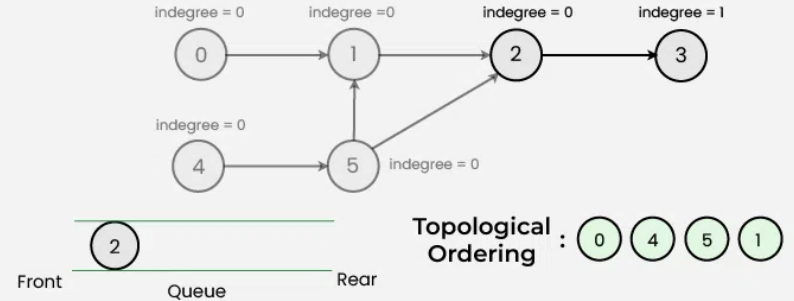 indegree = 0 indegree =0 indegree = 0 indegree = 1
0 1 2 3
indegree = 0
4 5 indegree = 0
Topological
Ordering : 0 4 5 1
2
Front Queue Rear